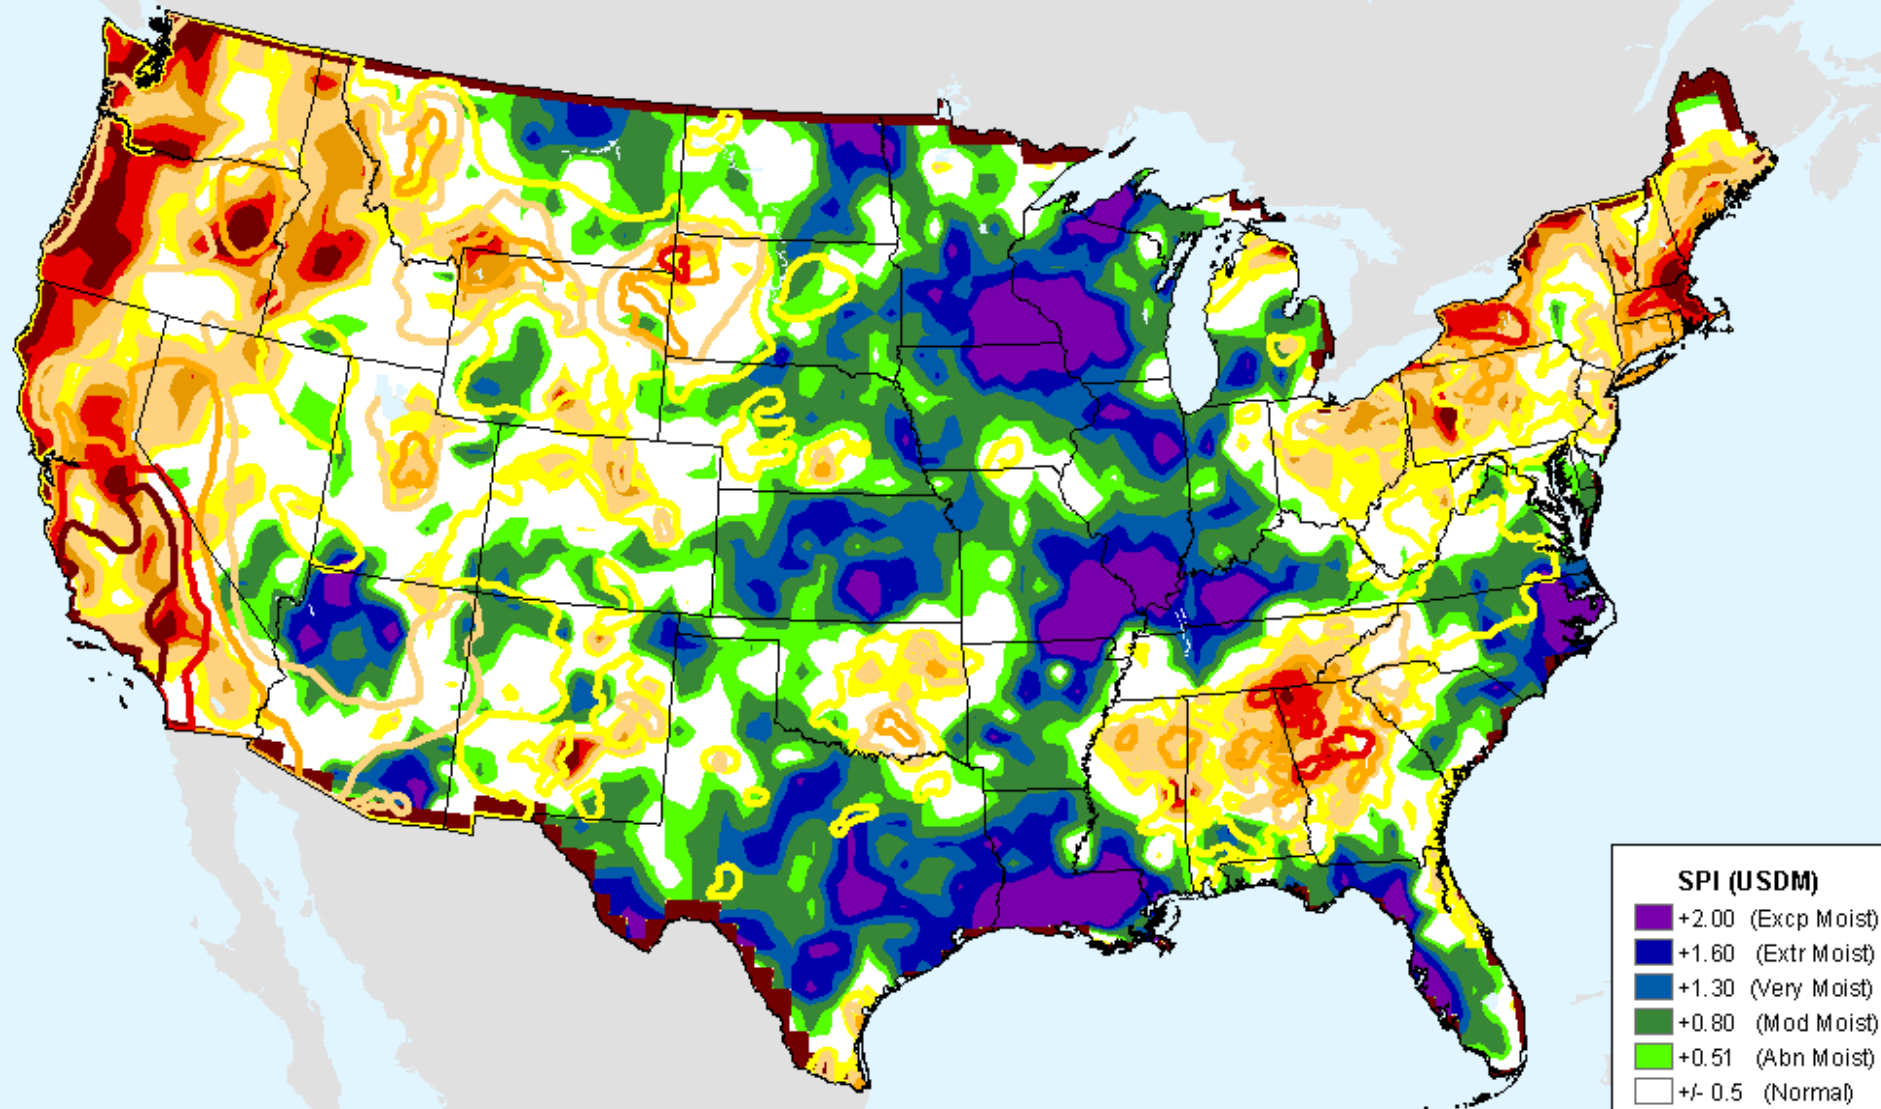 SPI (USDM)
+2.00 (Excp Moist)
+1.60 (Extr Moist)
+1.30 (Very Moist)
+0.80 (Mod Moist)
+0.51 (Abn Moist)
+/- 0.5 (Normal)